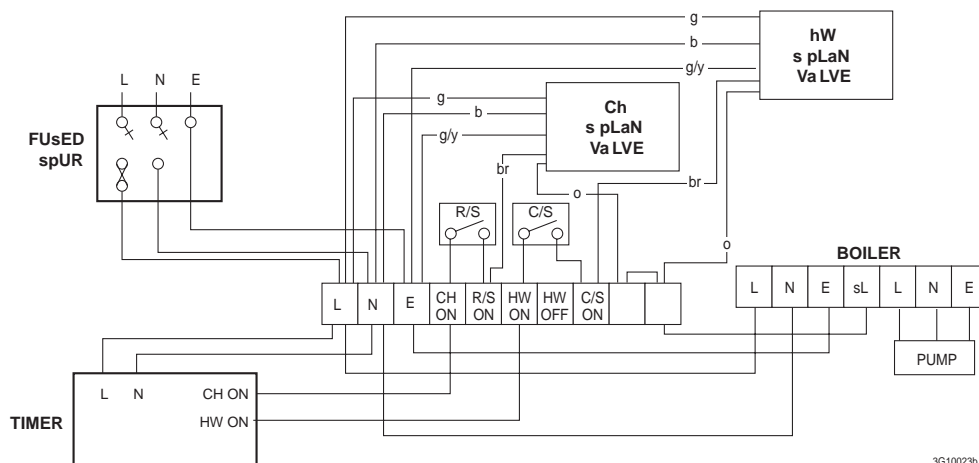 g
hW
s pLaN
Va LVE
b
g/y
L N E
Ch
s pLaN
Va LVE
g
b
g/y
FUsED
spUR
br
br
o
R/S
C/S
o
BOILER
L N E sL L N E
L N E CH ON R/S ON HW ON HW OFF C/S ON
PUMP
L N CH ON
HW ON
TIMER
3G10023b